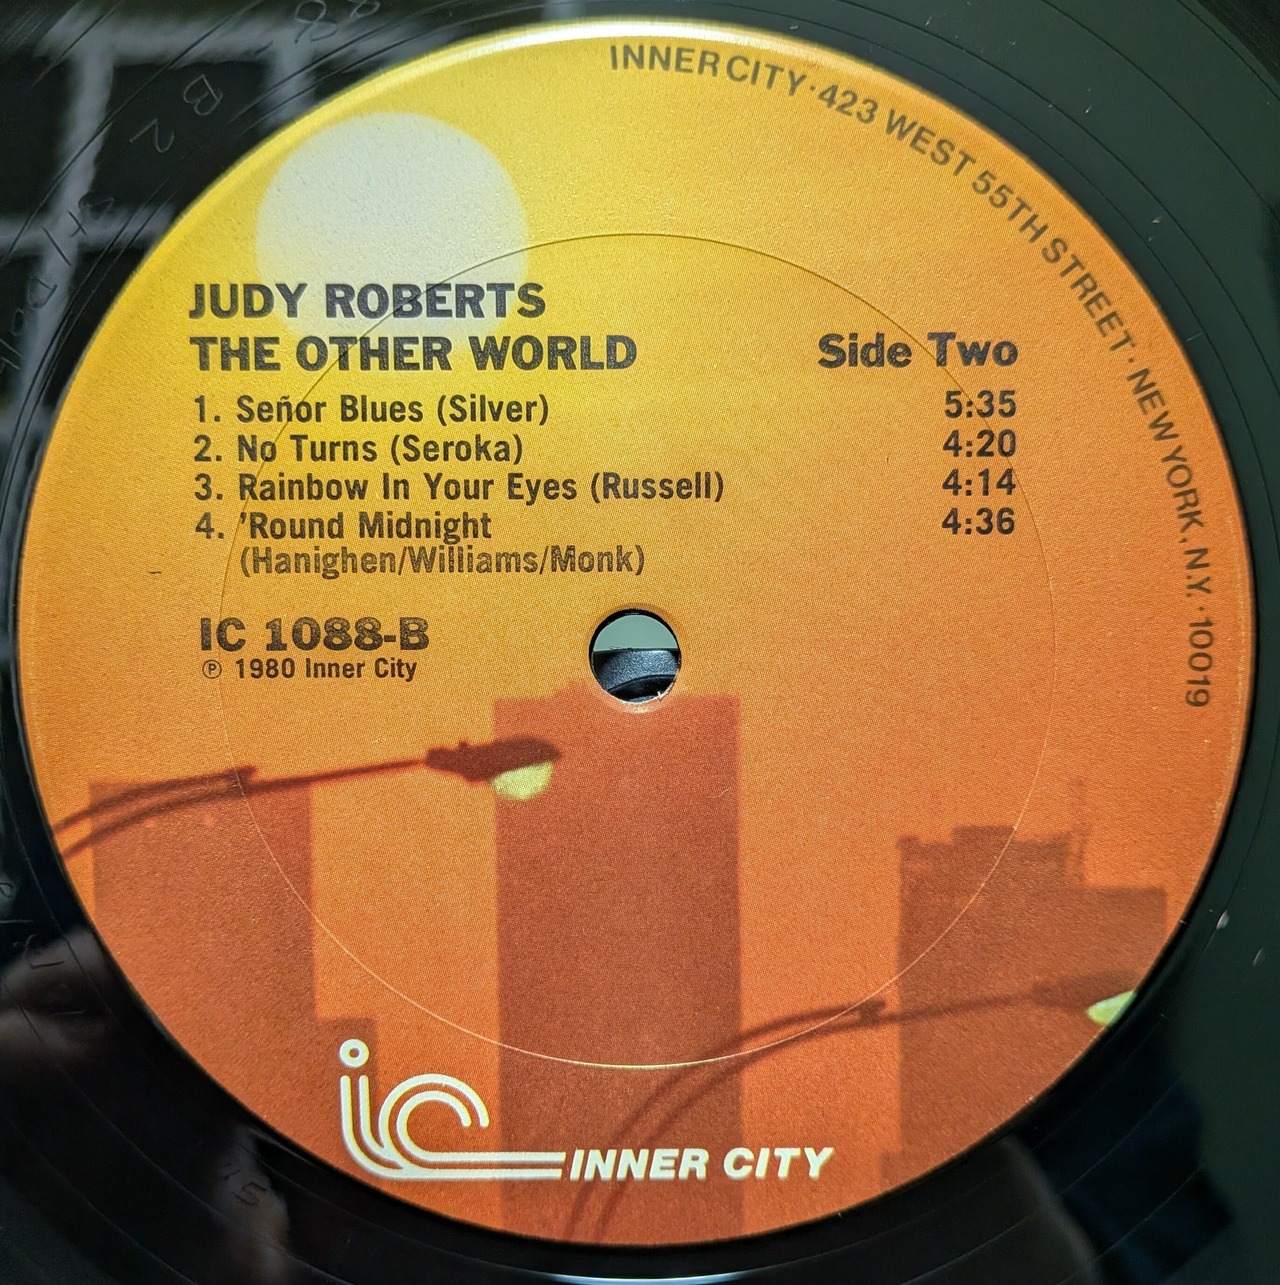 INNER CITY · 423 WEST 55TH STREET · NEW YORK, N.Y. · 10019
JUDY ROBERTS
THE OTHER WORLD Side Two
1. Señor Blues (Silver) 5:35
2. No Turns (Seroka) 4:20
3. Rainbow In Your Eyes (Russell) 4:14
4. 'Round Midnight 4:36
(Hanighen/Williams/Monk)
IC 1088-B
℗ 1980 Inner City
ic INNER CITY